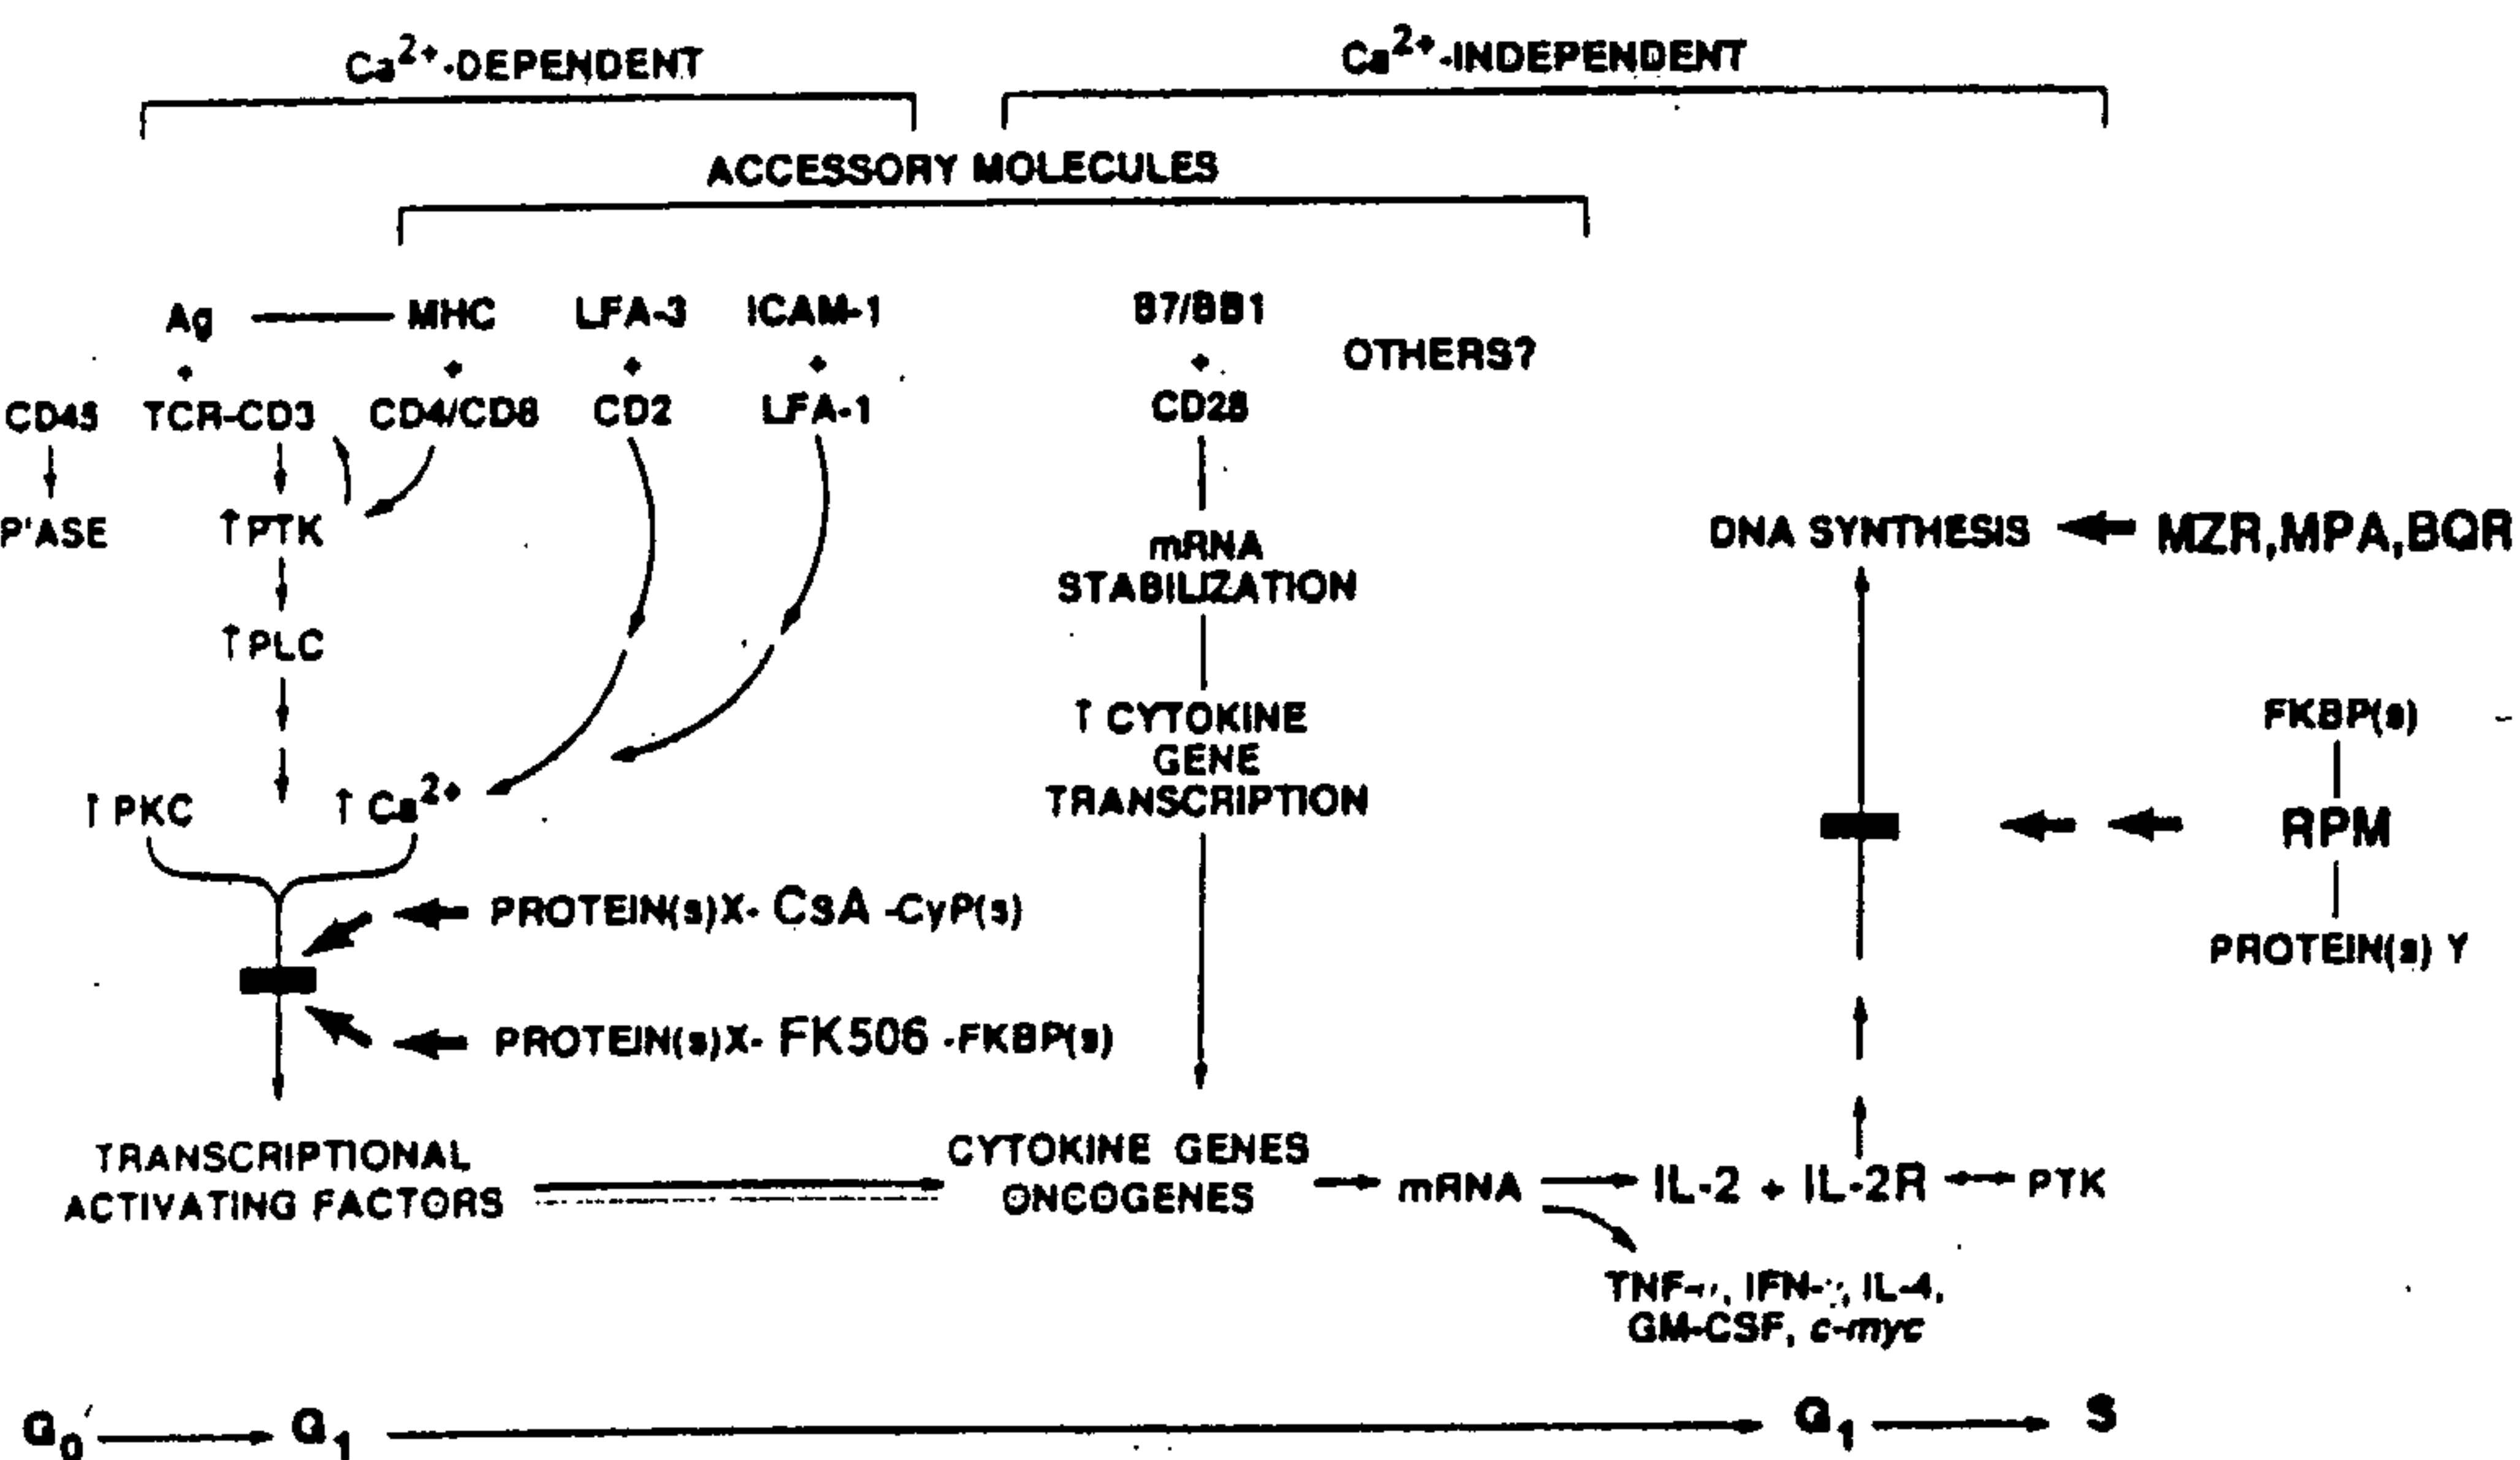 Ca2+-DEPENDENT
Ca2+-INDEPENDENT
ACCESSORY MOLECULES
Ag MHC LFA-3 ICAM-1 B7/BB1
OTHERS?
CD45 TCR-CD3 CD4/CD8 CD2 LFA-1 CD28
P'ASE ↑PTK
mRNA
STABILIZATION
DNA SYNTHESIS MZR,MPA,BQR
↑PLC
↑ CYTOKINE
GENE
TRANSCRIPTION
FKBP(s)
RPM
PROTEIN(s) Y
↑PKC ↑Ca2+
PROTEIN(s)X- CsA -CyP(s)
PROTEIN(s)X- FK506 -FKBP(s)
TRANSCRIPTIONAL
ACTIVATING FACTORS
CYTOKINE GENES
ONCOGENES
mRNA IL-2 + IL-2R PTK
TNF-, IFN-, IL-4,
GM-CSF, c-myc
G0 G1 G1 S